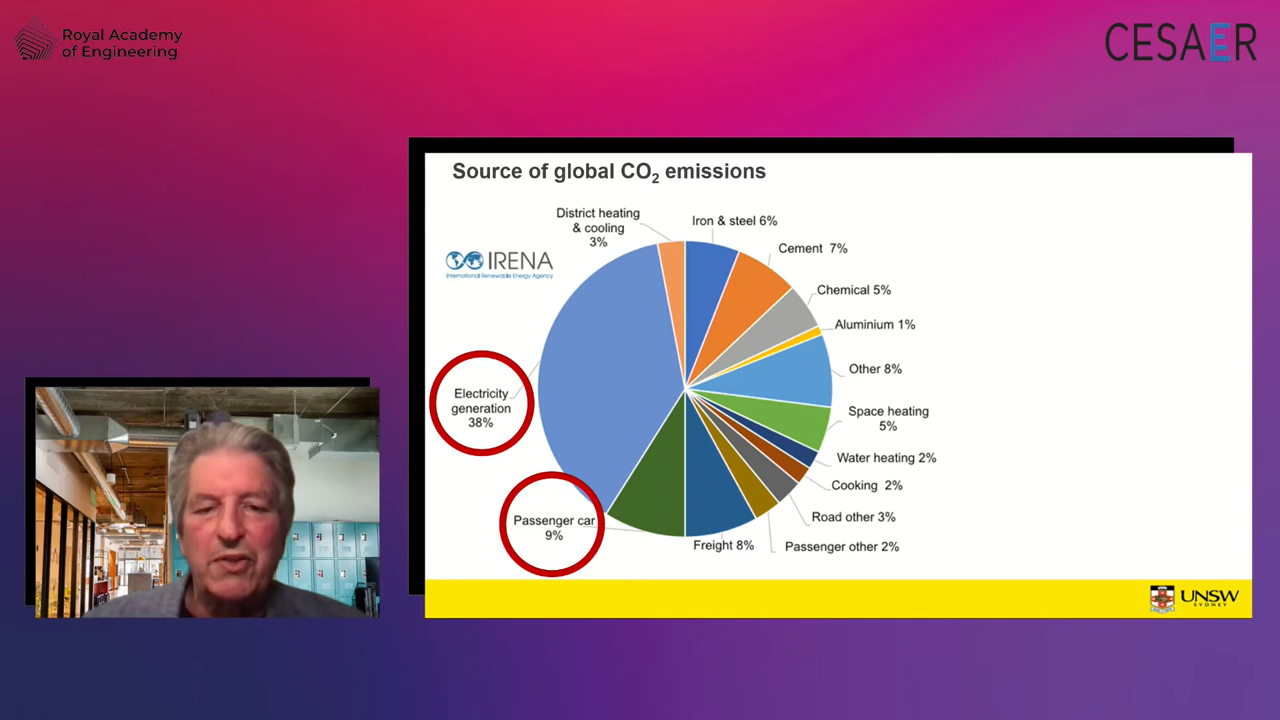 Royal Academy
of Engineering
CESAER
Source of global CO₂ emissions
District heating
& cooling
3%
Iron & steel 6%
IRENA
International Renewable Energy Agency
Cement 7%
Chemical 5%
Aluminium 1%
Other 8%
Electricity
generation
38%
Space heating
5%
Water heating 2%
Cooking 2%
Road other 3%
Passenger car
9%
Freight 8%
Passenger other 2%
UNSW
SYDNEY